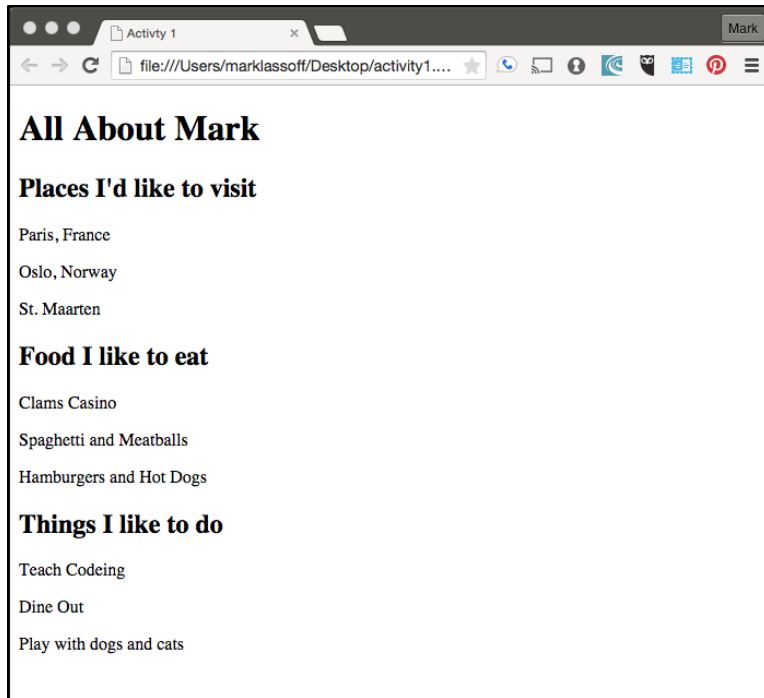 Activty 1
Mark
file:///Users/marklassoff/Desktop/activity1....
All About Mark
Places I'd like to visit
Paris, France
Oslo, Norway
St. Maarten
Food I like to eat
Clams Casino
Spaghetti and Meatballs
Hamburgers and Hot Dogs
Things I like to do
Teach Codeing
Dine Out
Play with dogs and cats